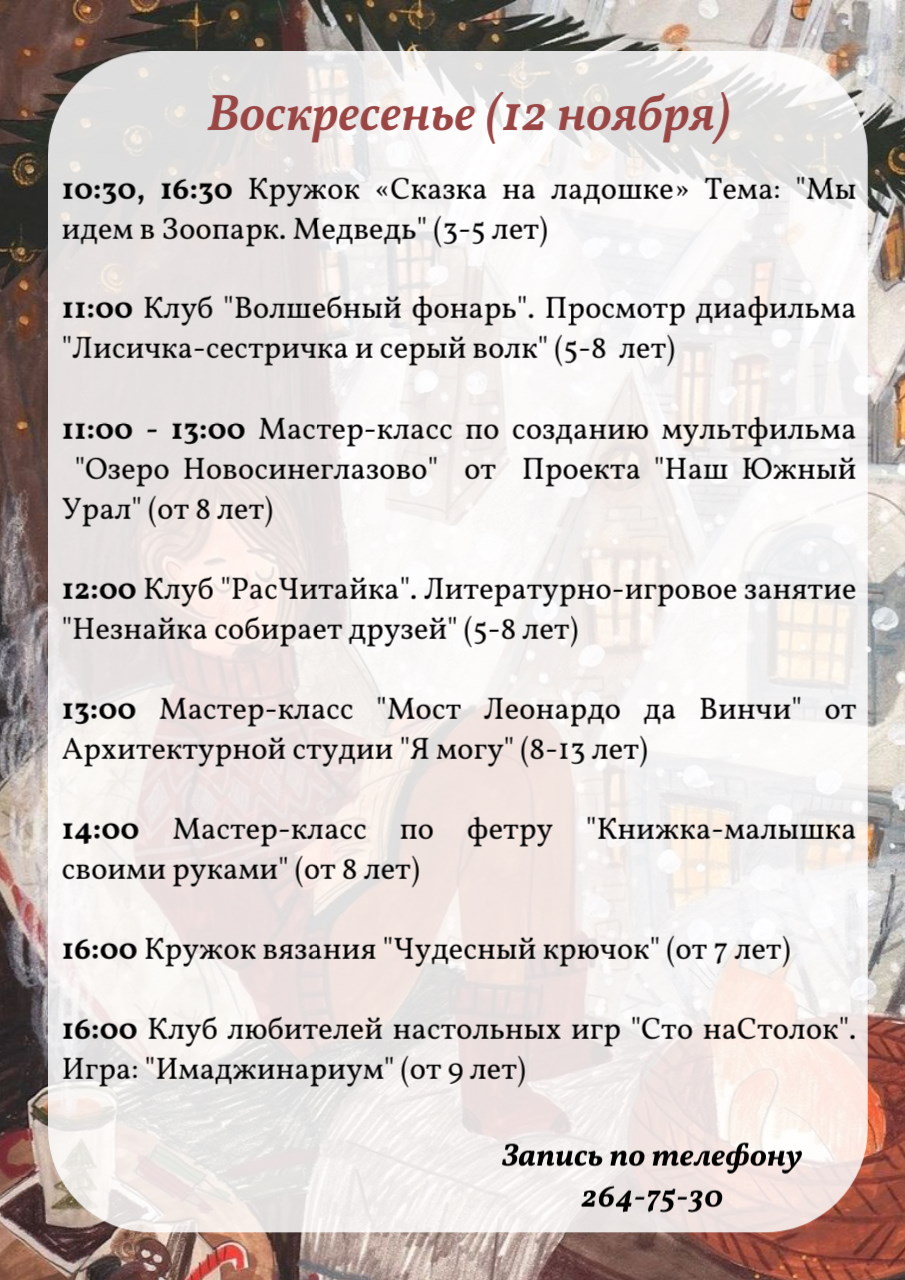 Воскресенье (12 ноября)
10:30, 16:30 Кружок «Сказка на ладошке» Тема: "Мы
идем в Зоопарк. Медведь" (3-5 лет)
11:00 Клуб "Волшебный фонарь". Просмотр диафильма
"Лисичка-сестричка и серый волк" (5-8 лет)
11:00 - 13:00 Мастер-класс по созданию мультфильма
"Озеро Новосинеглазово" от Проекта "Наш Южный
Урал" (от 8 лет)
12:00 Клуб "РасЧитайка". Литературно-игровое занятие
"Незнайка собирает друзей" (5-8 лет)
13:00 Мастер-класс "Мост Леонардо да Винчи" от
Архитектурной студии "Я могу" (8-13 лет)
14:00 Мастер-класс по фетру "Книжка-малышка
своими руками" (от 8 лет)
16:00 Кружок вязания "Чудесный крючок" (от 7 лет)
16:00 Клуб любителей настольных игр "Сто наСтолок".
Игра: "Имаджинариум" (от 9 лет)
Запись по телефону
264-75-30